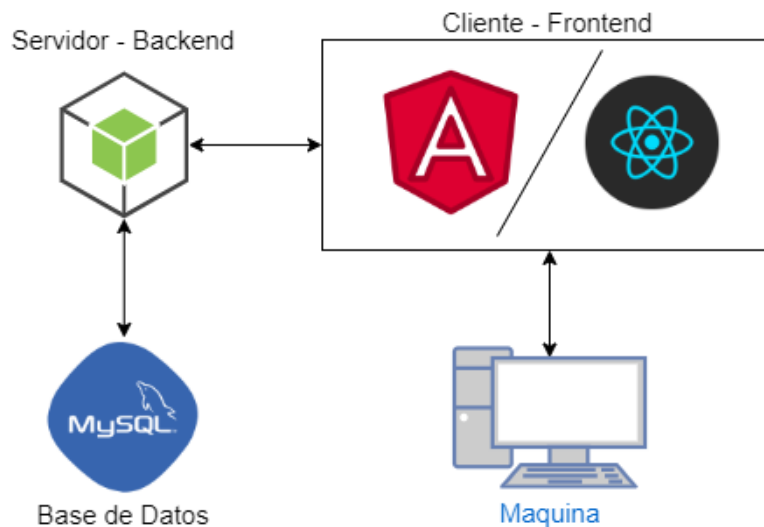 Servidor - Backend
Cliente - Frontend
A
MySQL
Base de Datos
Maquina